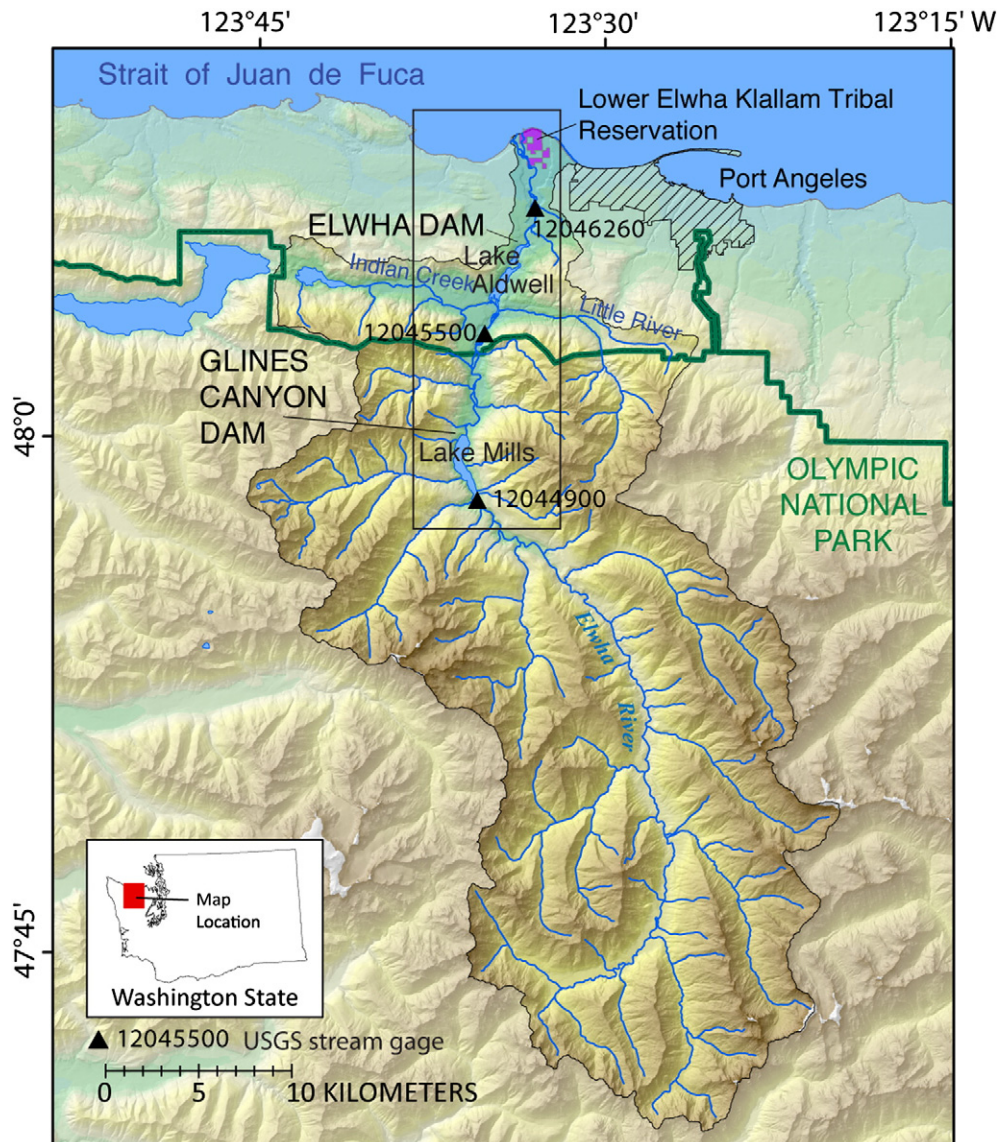 123°45'
123°30'
123°15' W
Strait of Juan de Fuca
Lower Elwha Klallam Tribal
Reservation
Port Angeles
ELWHA DAM
12046260
Lake
Aldwell
Indian Creek
Little River
12045500
GLINES
CANYON
DAM
48°0'
Lake Mills
12044900
OLYMPIC
NATIONAL
PARK
Elwha
River
47°45'
Map
Location
Washington State
12045500 USGS stream gage
0 5 10 KILOMETERS